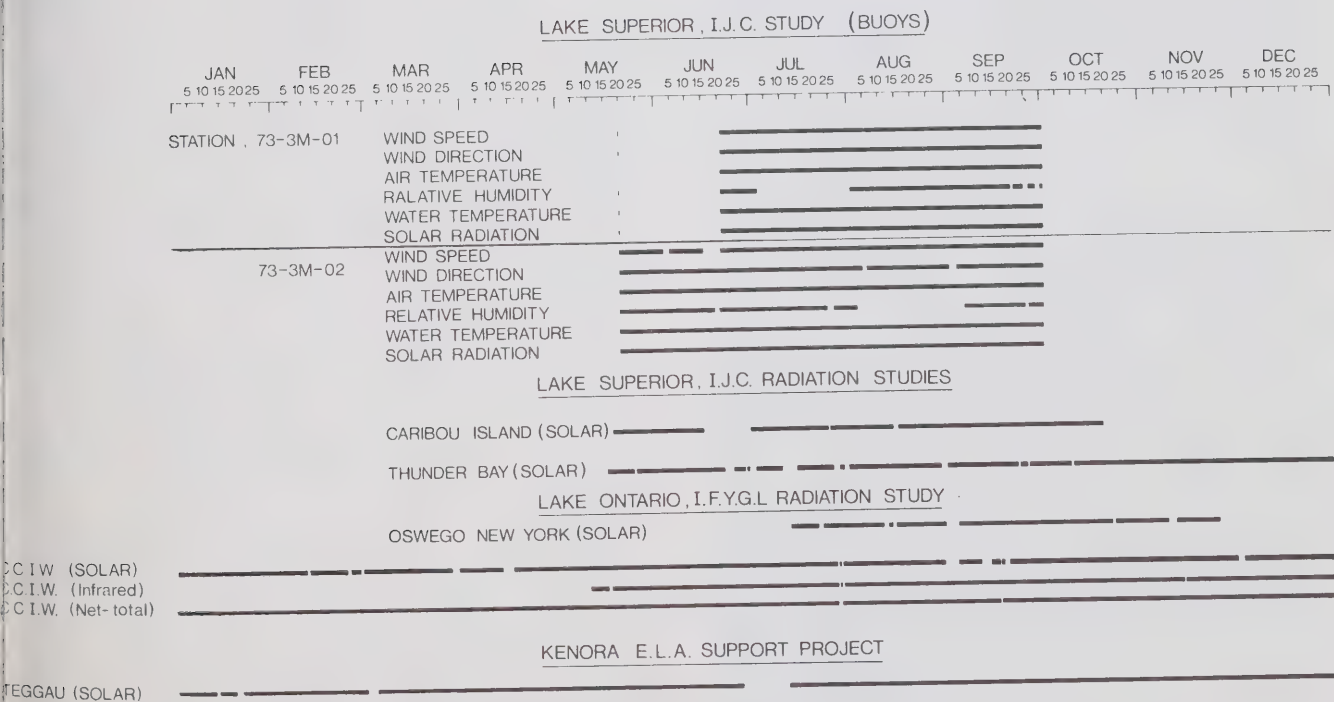 LAKE SUPERIOR, I.J.C. STUDY (BUOYS)
JAN FEB MAR APR MAY JUN JUL AUG SEP OCT NOV DEC
5 10 15 20 25 5 10 15 20 25 5 10 15 20 25 5 10 15 20 25 5 10 15 20 25 5 10 15 20 25 5 10 15 20 25 5 10 15 20 25 5 10 15 20 25 5 10 15 20 25 5 10 15 20 25 5 10 15 20 25
STATION . 73-3M-01 WIND SPEED
WIND DIRECTION
AIR TEMPERATURE
RALATIVE HUMIDITY
WATER TEMPERATURE
SOLAR RADIATION
WIND SPEED
73-3M-02 WIND DIRECTION
AIR TEMPERATURE
RELATIVE HUMIDITY
WATER TEMPERATURE
SOLAR RADIATION
LAKE SUPERIOR, I.J.C. RADIATION STUDIES
CARIBOU ISLAND (SOLAR)
THUNDER BAY (SOLAR)
LAKE ONTARIO, I.F.Y.G.L RADIATION STUDY
OSWEGO NEW YORK (SOLAR)
C C I W (SOLAR)
C.C.I.W. (Infrared)
C C I.W. (Net-total)
KENORA E.L.A. SUPPORT PROJECT
TEGGAU (SOLAR)